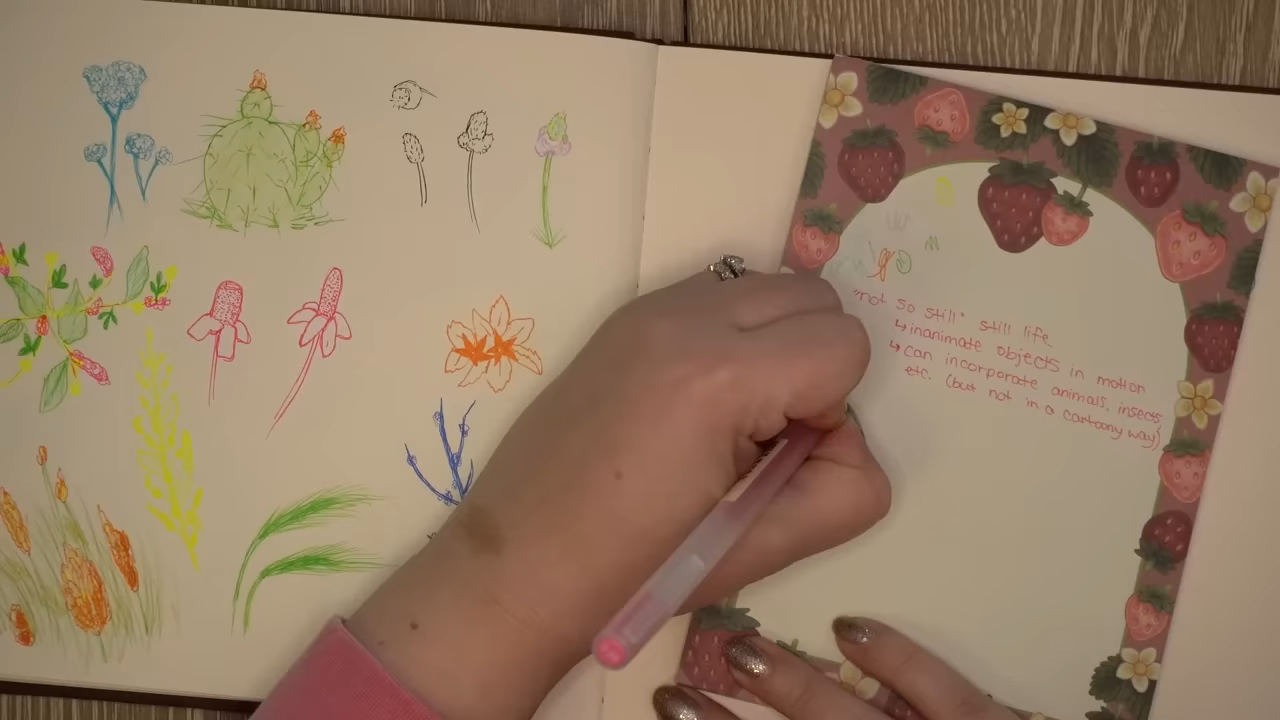 "not so still" still life
↳ inanimate objects in motion
↳ can incorporate animals, insects,
etc. (but not in a cartoony way)